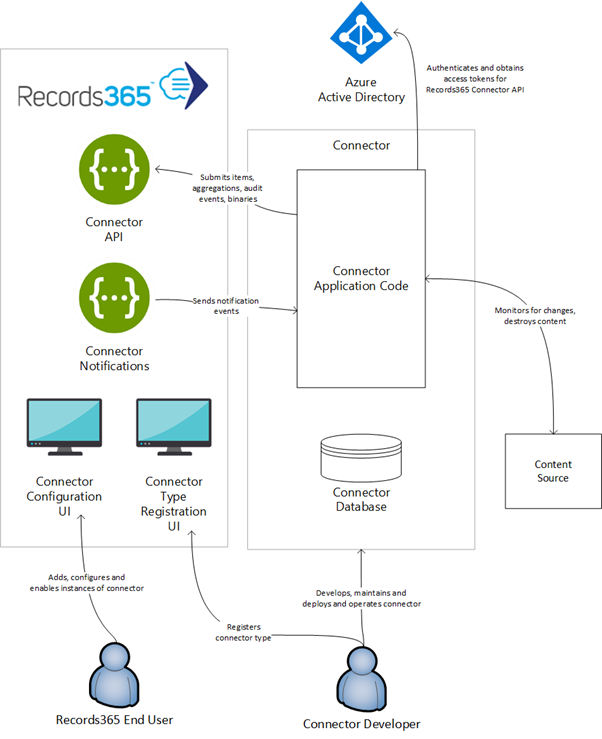 Azure
Active Directory
Authenticates and obtains
access tokens for
Records365 Connector API
Records365™
Connector
Submits items,
aggregations, audit
events, binaries
Connector
API
Connector
Application Code
Sends notification
events
Monitors for changes,
destroys content
Connector
Notifications
Connector
Configuration
UI
Connector
Type
Registration
UI
Connector
Database
Content
Source
Adds, configures and
enables instances of connector
Develops, maintains and
deploys and operates connector
Registers
connector type
Records365 End User
Connector Developer